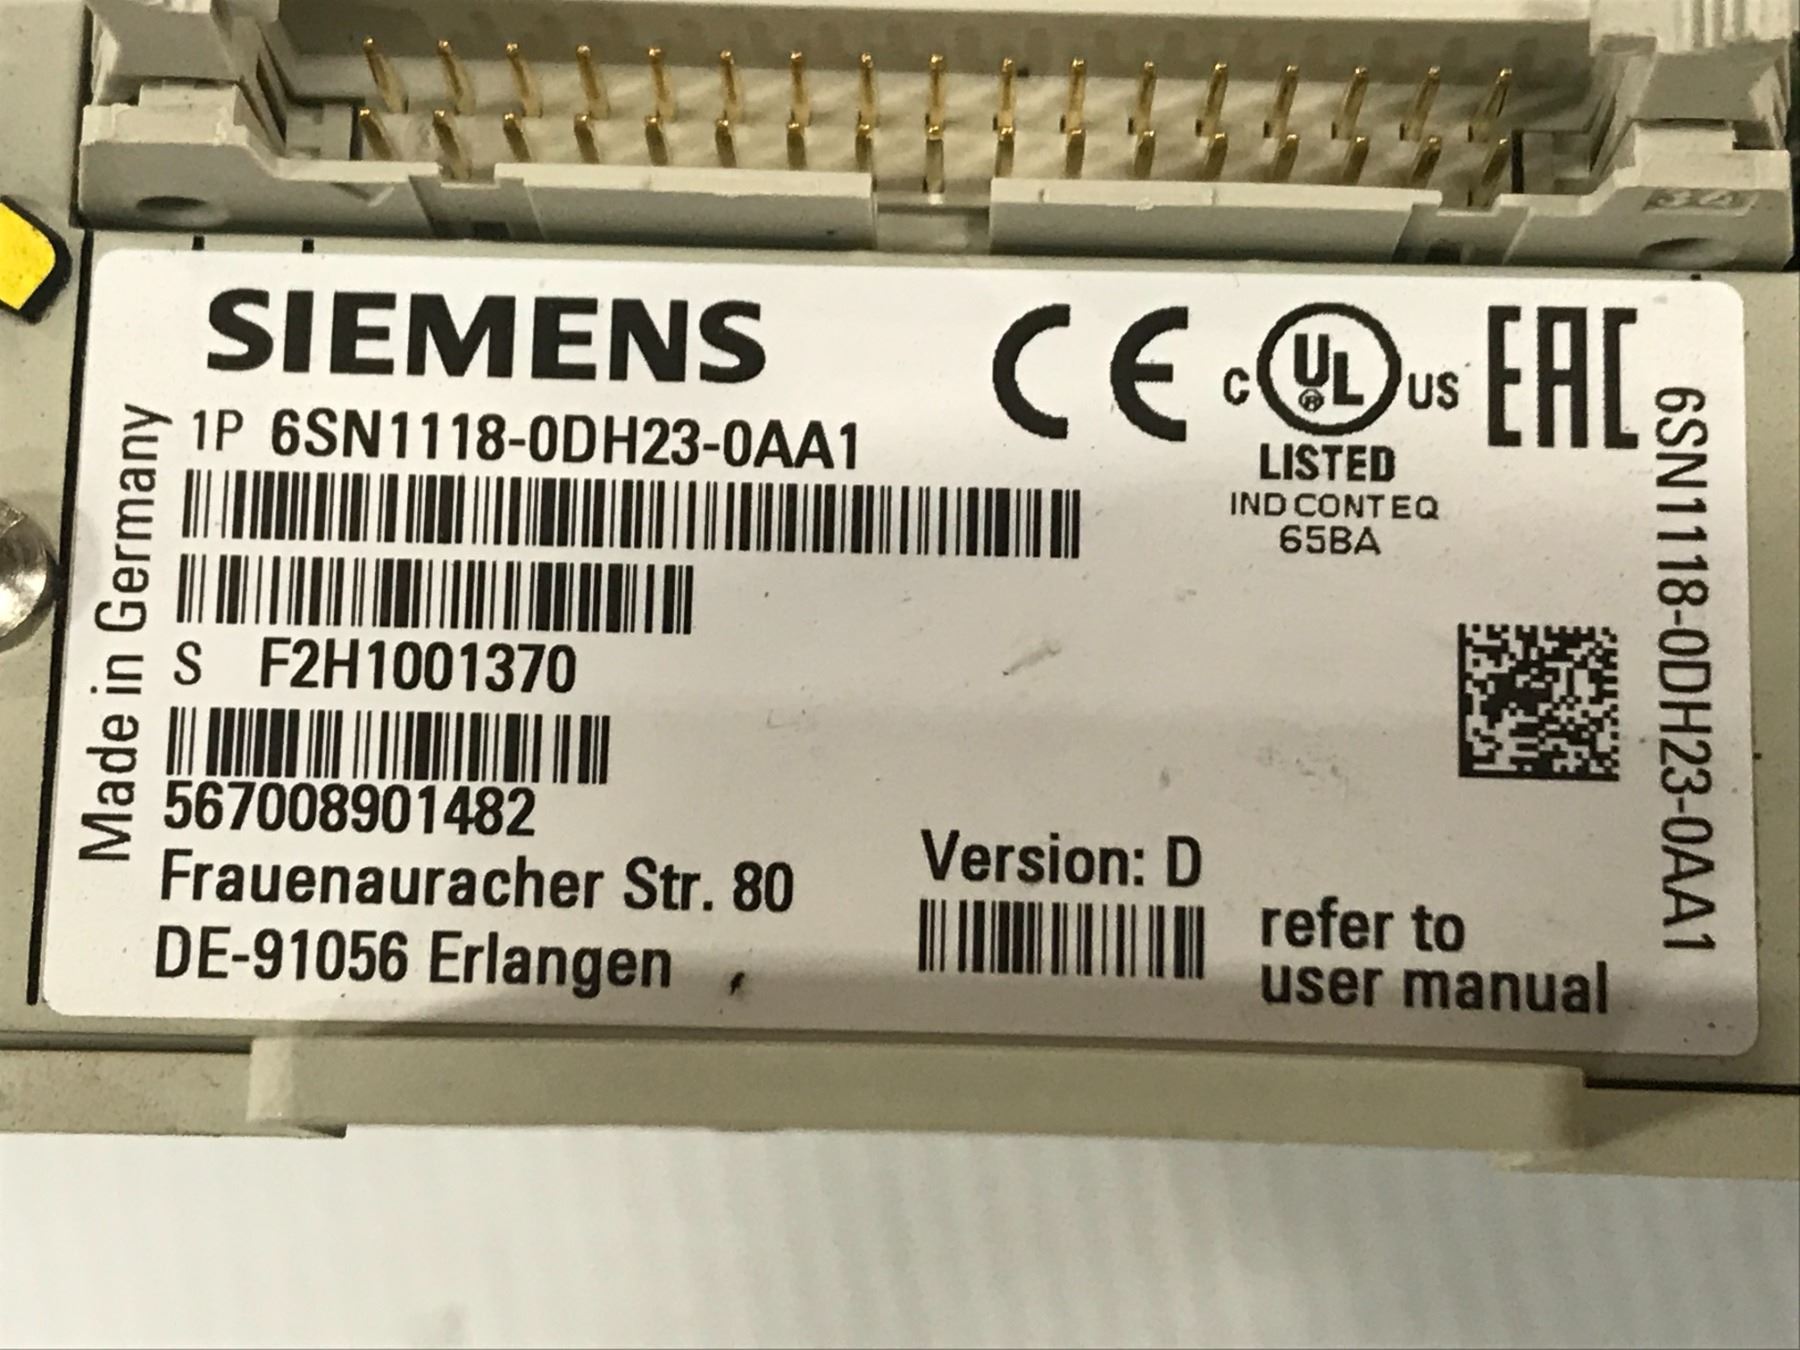 34
SIEMENS
CE
C UL ® US
EAC
LISTED
IND CONT EQ
65BA
1P 6SN1118-0DH23-0AA1
S F2H1001370
567008901482
Frauenauracher Str. 80
DE-91056 Erlangen
Made in Germany
Version: D
refer to
user manual
6SN1118-0DH23-0AA1